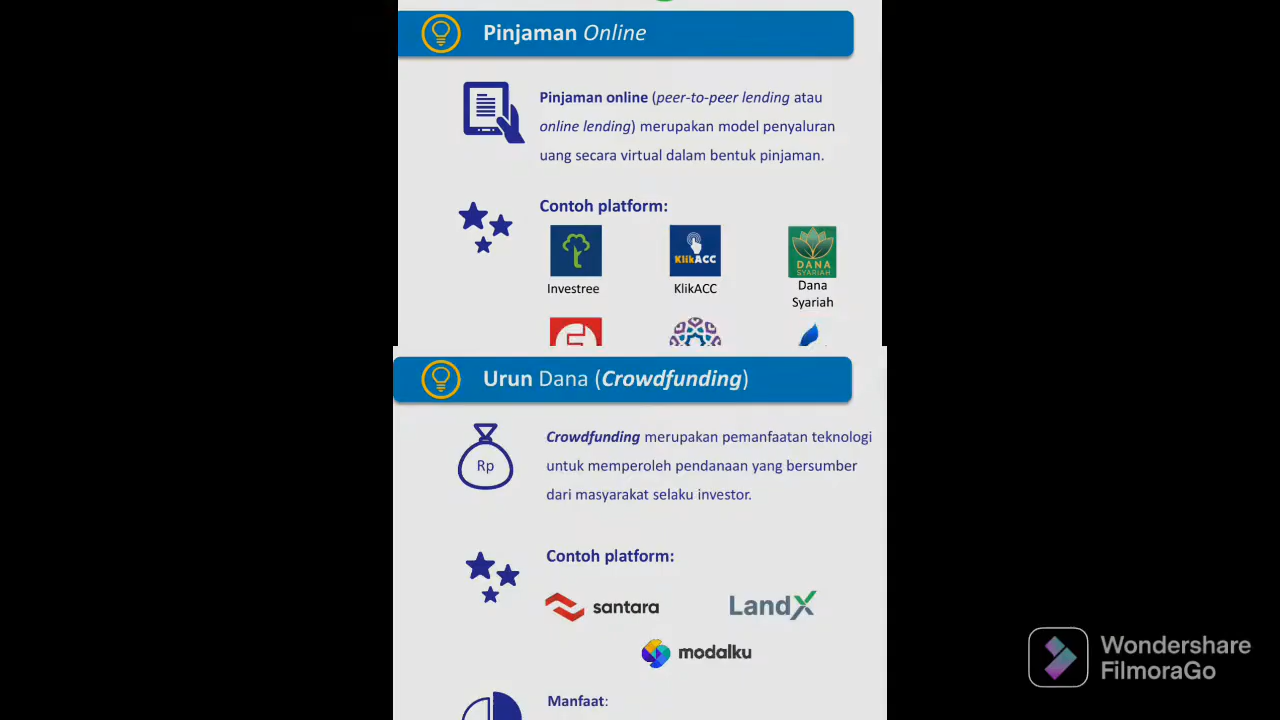 Pinjaman Online
Pinjaman online (peer-to-peer lending atau
online lending) merupakan model penyaluran
uang secara virtual dalam bentuk pinjaman.
Contoh platform:
KlikACC
DANA
SYARIAH
Investree
KlikACC
Dana
Syariah
Urun Dana (Crowdfunding)
Rp
Crowdfunding merupakan pemanfaatan teknologi
untuk memperoleh pendanaan yang bersumber
dari masyarakat selaku investor.
Contoh platform:
santara
LandX
modalku
Manfaat:
Wondershare
FilmoraGo